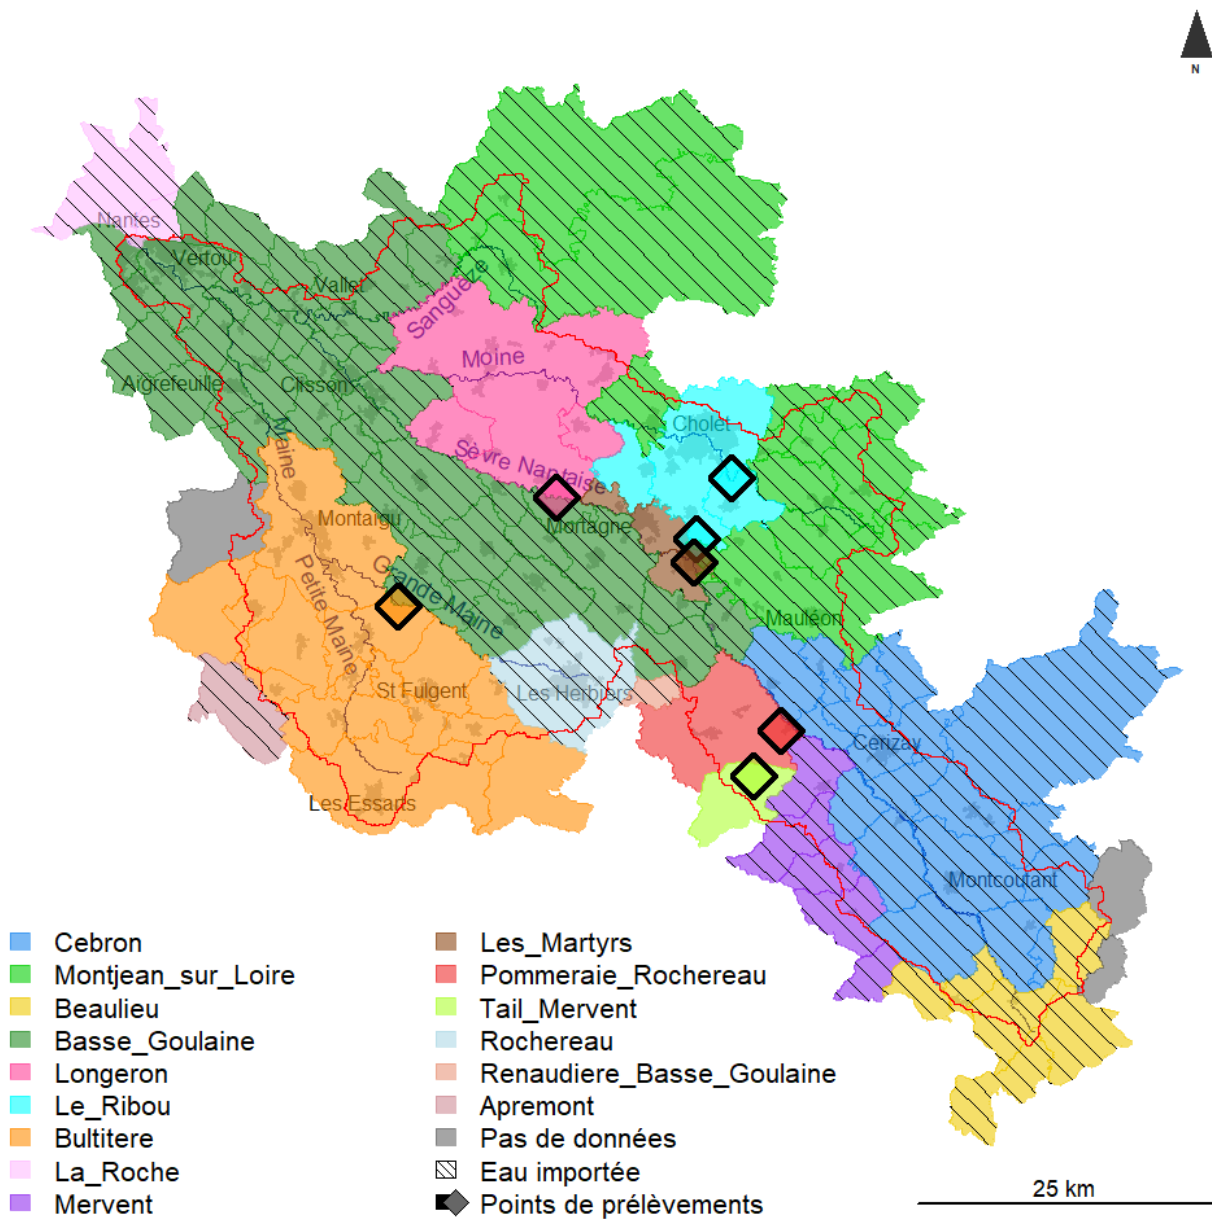 N
Nantes
Vertou
Vallet
Sanguèze
Moine
Aigrefeuille
Clisson
Cholet
Maine
Sèvre Nantaise
Montaigu
Mortagne
Petite Maine
Grande Maine
Mauléon
St Fulgent
Les Herbiers
Cerizay
Les Essarts
Montcoutant
Cebron
Montjean_sur_Loire
Beaulieu
Basse_Goulaine
Longeron
Le_Ribou
Bultitere
La_Roche
Mervent
Les_Martyrs
Pommeraie_Rochereau
Tail_Mervent
Rochereau
Renaudiere_Basse_Goulaine
Apremont
Pas de données
Eau importée
Points de prélèvements
25 km